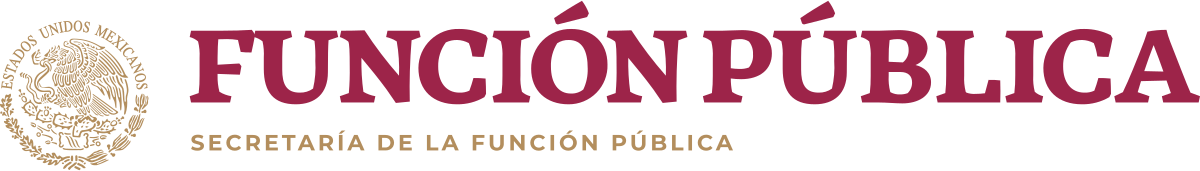 ESTADOS UNIDOS MEXICANOS
FUNCIÓN PÚBLICA
SECRETARÍA DE LA FUNCIÓN PÚBLICA